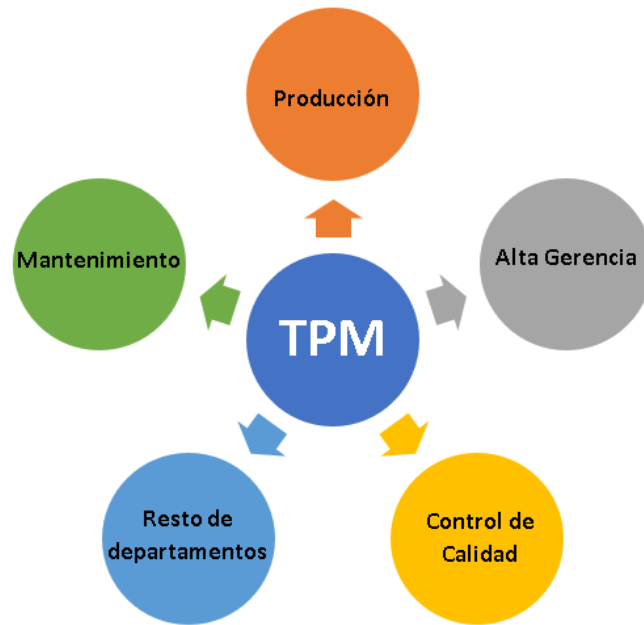 Producción
Mantenimiento
Alta Gerencia
TPM
Resto de
departamentos
Control de
Calidad